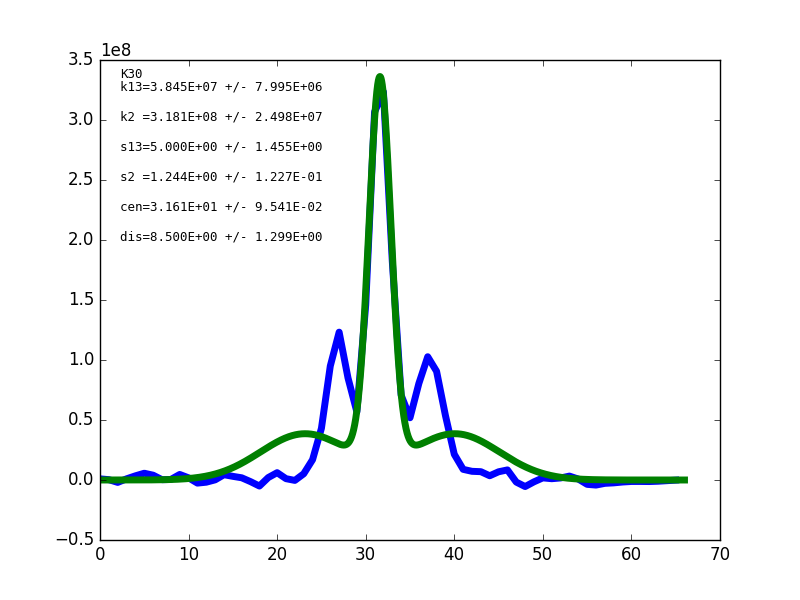 1e8
3.5
3.0
2.5
2.0
1.5
1.0
0.5
0.0
−0.5
K30
k13=3.845E+07 +/- 7.995E+06
k2 =3.181E+08 +/- 2.498E+07
s13=5.000E+00 +/- 1.455E+00
s2 =1.244E+00 +/- 1.227E-01
cen=3.161E+01 +/- 9.541E-02
dis=8.500E+00 +/- 1.299E+00
0 10 20 30 40 50 60 70